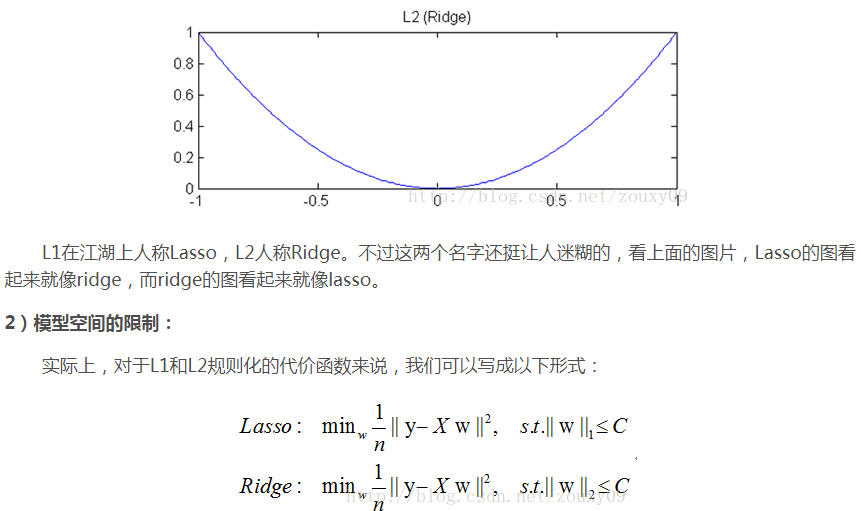 L2 (Ridge)
1
0.8
0.6
0.4
0.2
0
-1 -0.5 0 0.5 1
http://blog.csdn.net/zouxy09
L1在江湖上人称Lasso，L2人称Ridge。不过这两个名字还挺让人迷糊的，看上面的图片，Lasso的图看
起来就像ridge，而ridge的图看起来就像lasso。
2）模型空间的限制：
实际上，对于L1和L2规则化的代价函数来说，我们可以写成以下形式：
Lasso: min_w 1/n || y− X w ||², s.t.|| w ||₁ ≤ C
Ridge: min_w 1/n || y− X w ||², s.t.|| w ||₂ ≤ C
http://blog.csdn.net/zouxy09